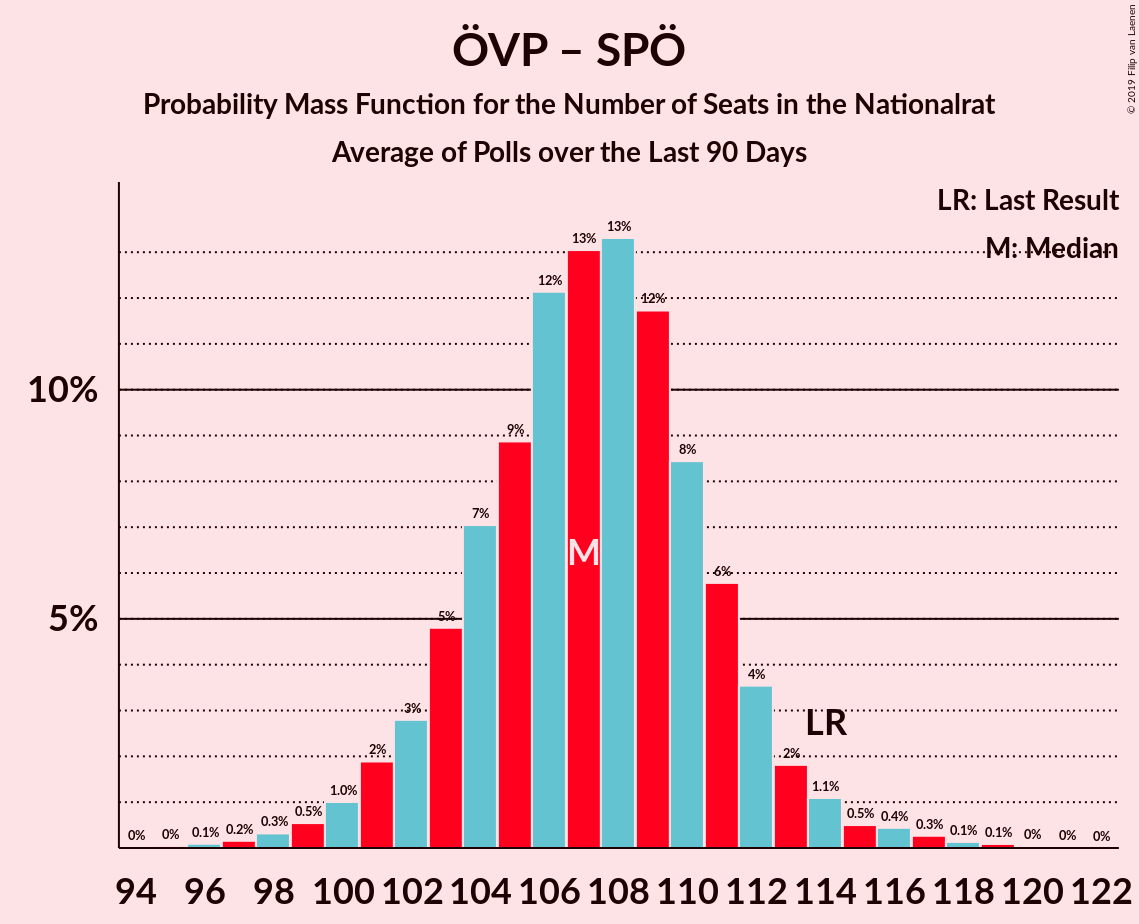 ÖVP – SPÖ
Probability Mass Function for the Number of Seats in the Nationalrat
Average of Polls over the Last 90 Days
© 2019 Filip van Laenen
LR: Last Result
M: Median
10%
5%
0% 0% 0.1% 0.2% 0.3% 0.5% 1.0% 2% 3% 5% 7% 9% 12% 13% 13% 12% 8% 6% 4% 2% 1.1% 0.5% 0.4% 0.3% 0.1% 0.1% 0% 0% 0%
M
LR
94 96 98 100 102 104 106 108 110 112 114 116 118 120 122